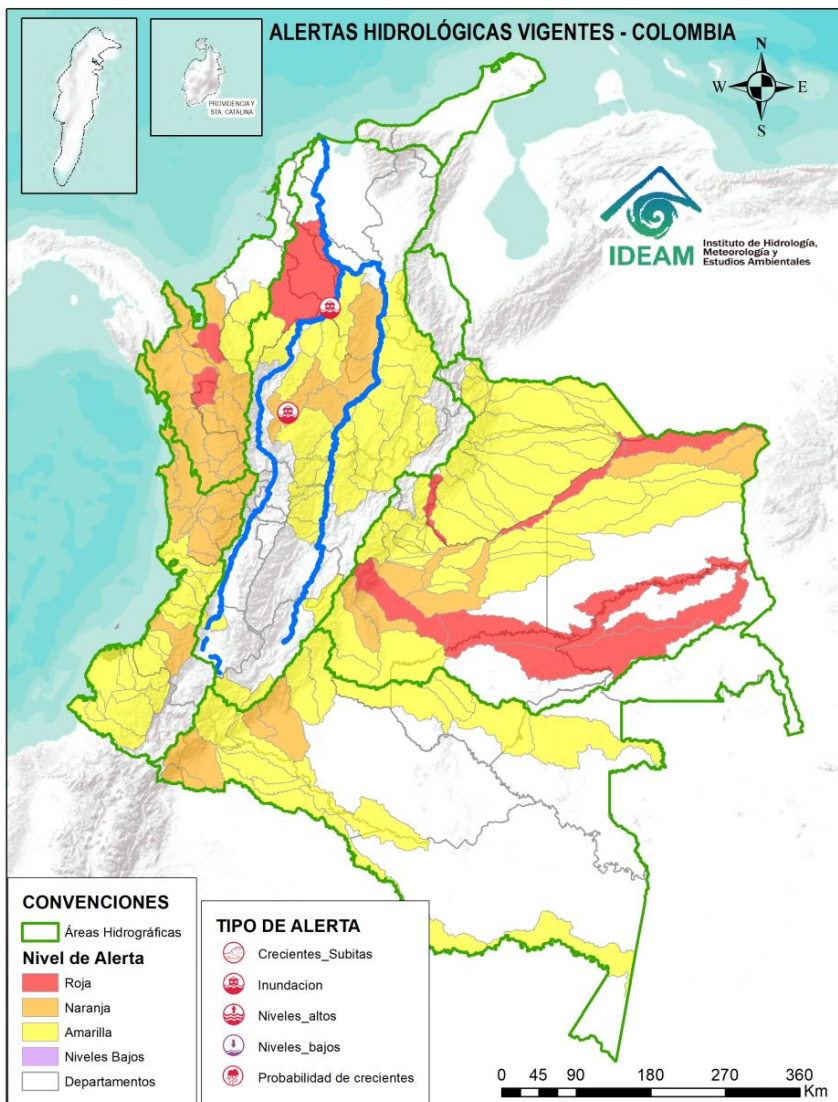 ALERTAS HIDROLÓGICAS VIGENTES - COLOMBIA
PROVIDENCIA Y
STA. CATALINA
N
W
E
S
IDEAM
Instituto de Hidrología,
Meteorología y
Estudios Ambientales
CONVENCIONES
Áreas Hidrográficas
Nivel de Alerta
Roja
Naranja
Amarilla
Niveles Bajos
Departamentos
TIPO DE ALERTA
Crecientes_Subitas
Inundacion
Niveles_altos
Niveles_bajos
Probabilidad de crecientes
0 45 90 180 270 360
Km